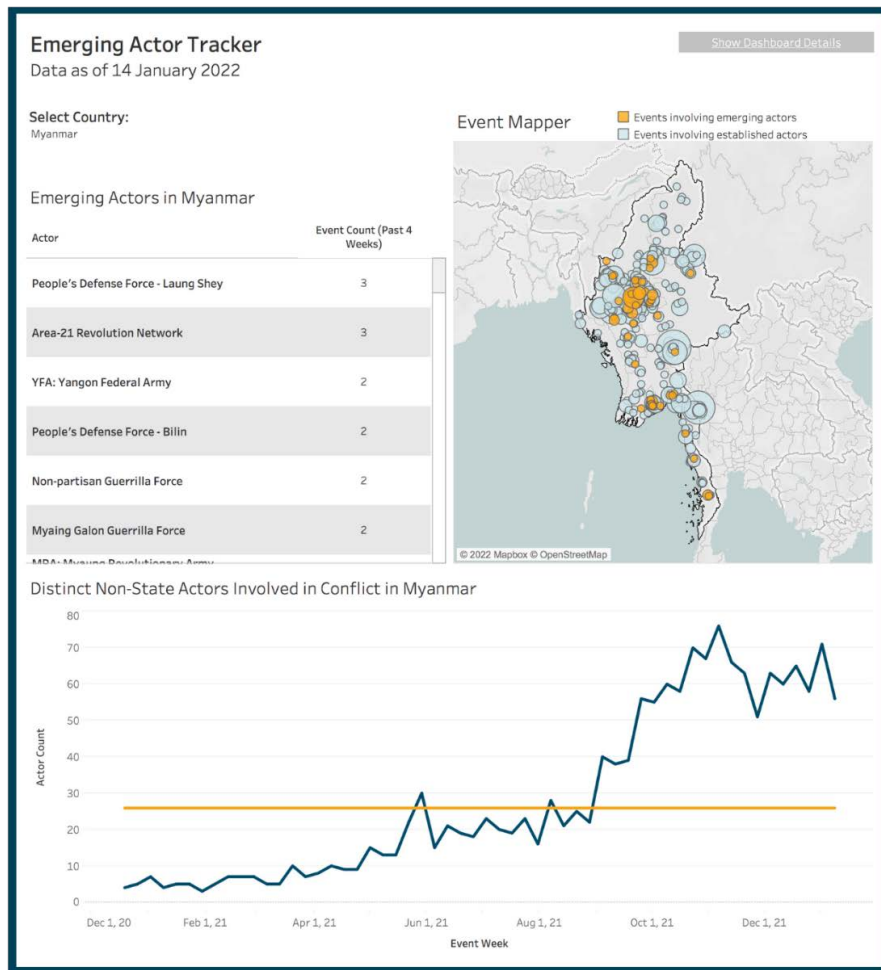 Emerging Actor Tracker
Show Dashboard Details
Data as of 14 January 2022
Select Country:
Myanmar
Event Mapper
Events involving emerging actors
Events involving established actors
Emerging Actors in Myanmar
Actor
Event Count (Past 4
Weeks)
People's Defense Force - Laung Shey
3
Area-21 Revolution Network
3
YFA: Yangon Federal Army
2
People's Defense Force - Bilin
2
Non-partisan Guerrilla Force
2
Myaing Galon Guerrilla Force
2
MRA: Myaung Revolutionary Army
© 2022 Mapbox © OpenStreetMap
Distinct Non-State Actors Involved in Conflict in Myanmar
Actor Count
80
70
60
50
40
30
20
10
0
Dec 1, 20
Feb 1, 21
Apr 1, 21
Jun 1, 21
Aug 1, 21
Oct 1, 21
Dec 1, 21
Event Week